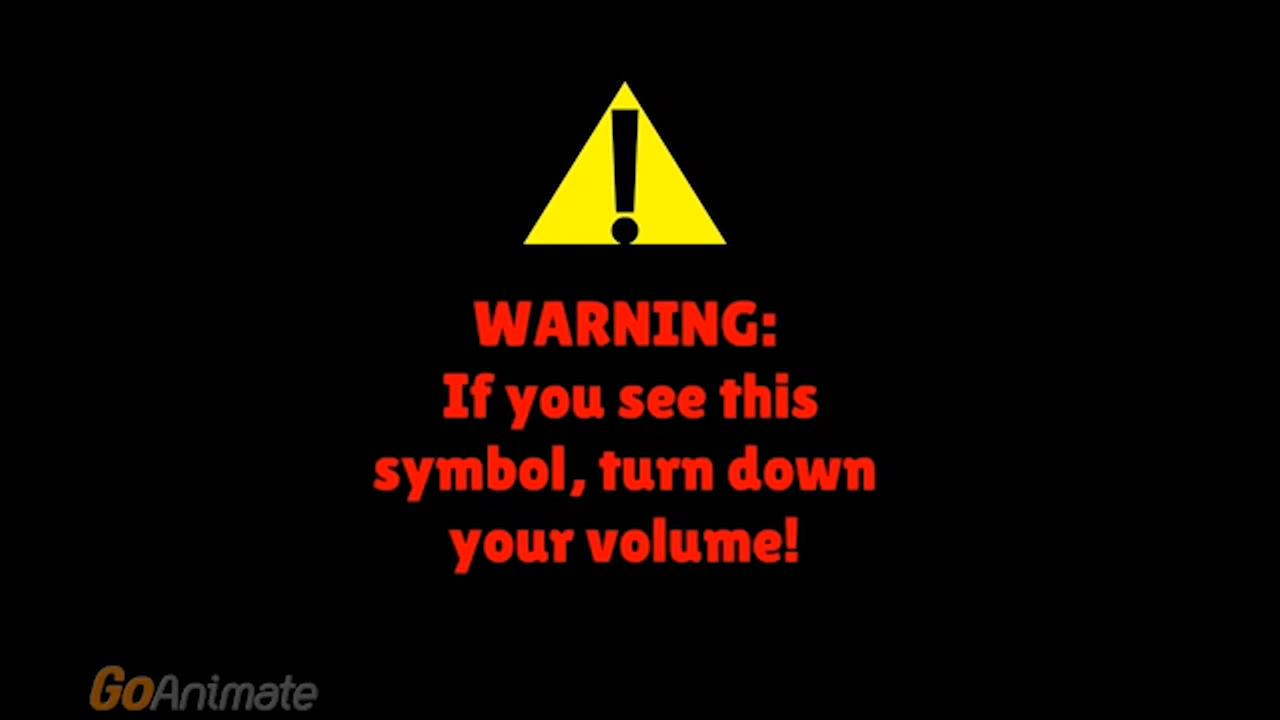 WARNING:
If you see this
symbol, turn down
your volume!
GoAnimate